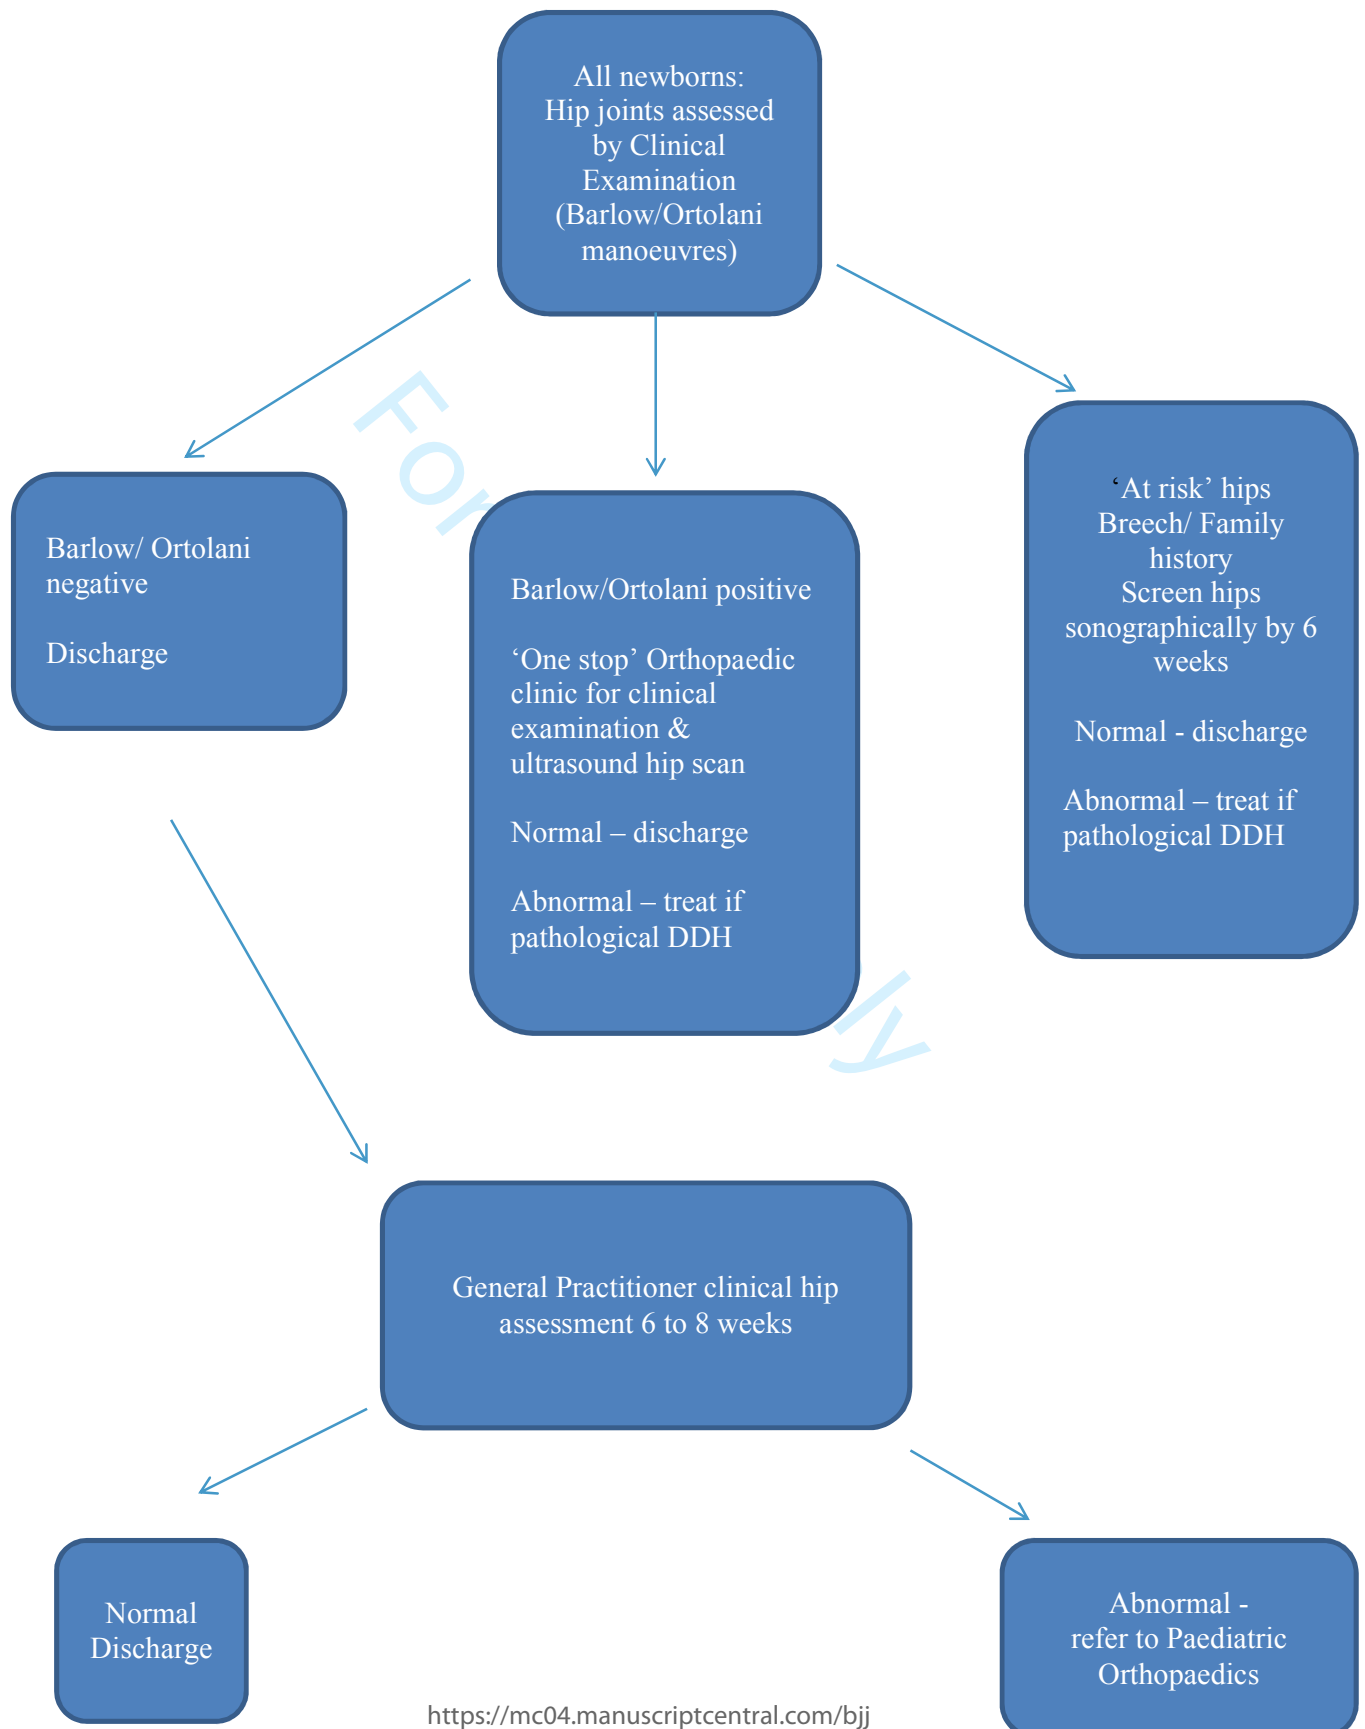 All newborns:
Hip joints assessed
by Clinical
Examination
(Barlow/Ortolani
manoeuvres)
Barlow/ Ortolani
negative
Discharge
Barlow/Ortolani positive
‘One stop’ Orthopaedic
clinic for clinical
examination &
ultrasound hip scan
Normal – discharge
Abnormal – treat if
pathological DDH
‘At risk’ hips
Breech/ Family
history
Screen hips
sonographically by 6
weeks
Normal - discharge
Abnormal – treat if
pathological DDH
For
General Practitioner clinical hip
assessment 6 to 8 weeks
Normal
Discharge
Abnormal -
refer to Paediatric
Orthopaedics
https://mc04.manuscriptcentral.com/bjj